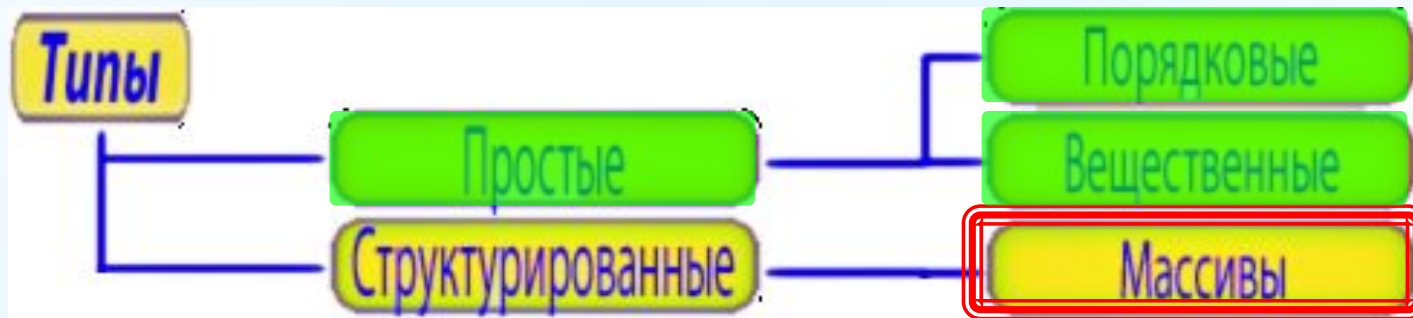 Типы
Порядковые
Простые
Вещественные
Структурированные
Массивы